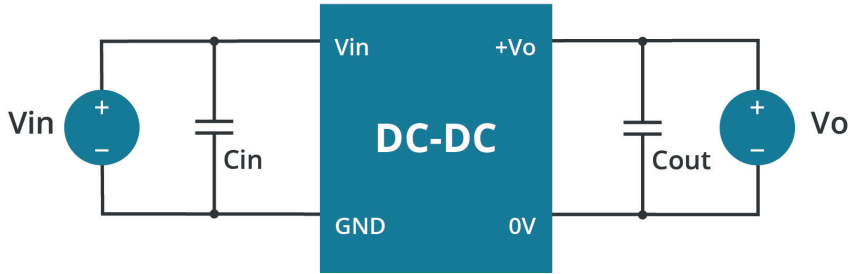 Vin +Vo
+ +
Vin DC-DC Vo
− −
Cin Cout
GND 0V